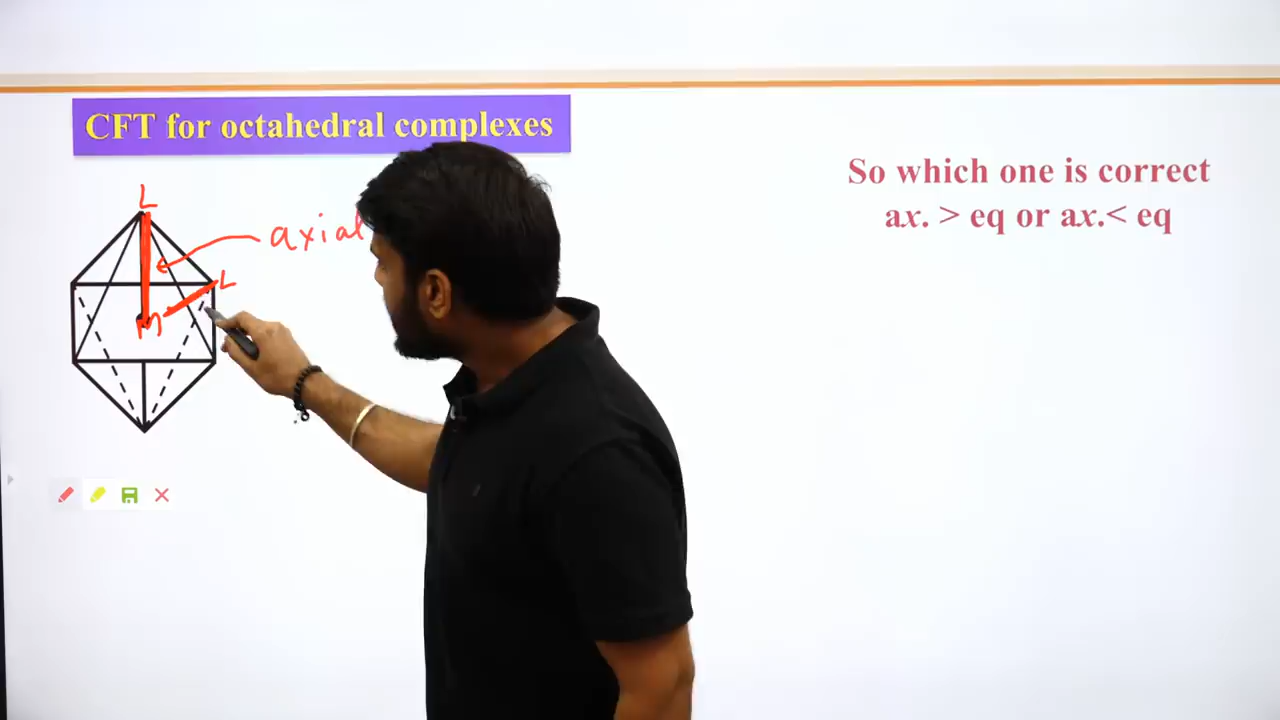 CFT for octahedral complexes
So which one is correct
ax. > eq or ax.< eq
L
axial
L
M